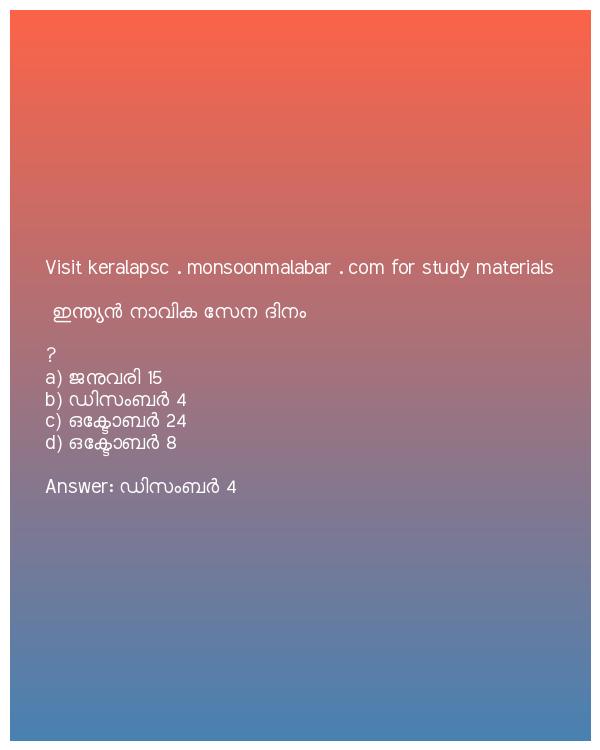 Visit keralapsc . monsoonmalabar . com for study materials
ഇന്ത്യൻ നാവിക സേന ദിനം
?
a) ജനുവരി 15
b) ഡിസംബർ 4
c) ഒക്ടോബർ 24
d) ഒക്ടോബർ 8
Answer: ഡിസംബർ 4